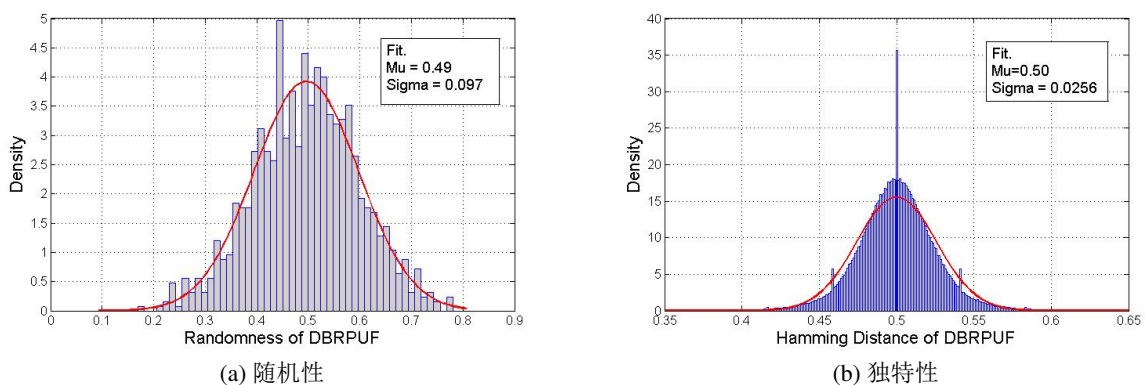 5
4.5
4
3.5
3
2.5
2
1.5
1
0.5
0
0 0.1 0.2 0.3 0.4 0.5 0.6 0.7 0.8 0.9
Density
Randomness of DBRPUF
Fit.
Mu = 0.49
Sigma = 0.097
(a) 随机性
40
35
30
25
20
15
10
5
0
0.35 0.4 0.45 0.5 0.55 0.6 0.65
Density
Hamming Distance of DBRPUF
Fit.
Mu=0.50
Sigma = 0.0256
(b) 独特性